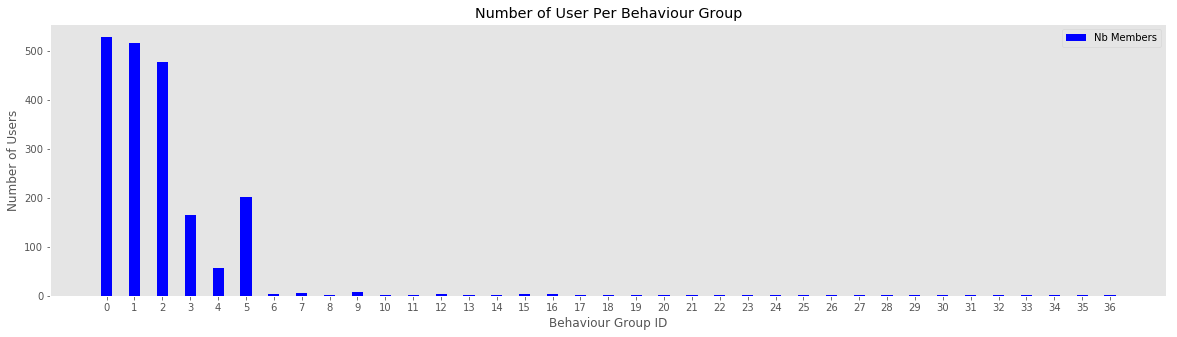 Number of User Per Behaviour Group
Nb Members
Number of Users
500
400
300
200
100
0
0 1 2 3 4 5 6 7 8 9 10 11 12 13 14 15 16 17 18 19 20 21 22 23 24 25 26 27 28 29 30 31 32 33 34 35 36
Behaviour Group ID